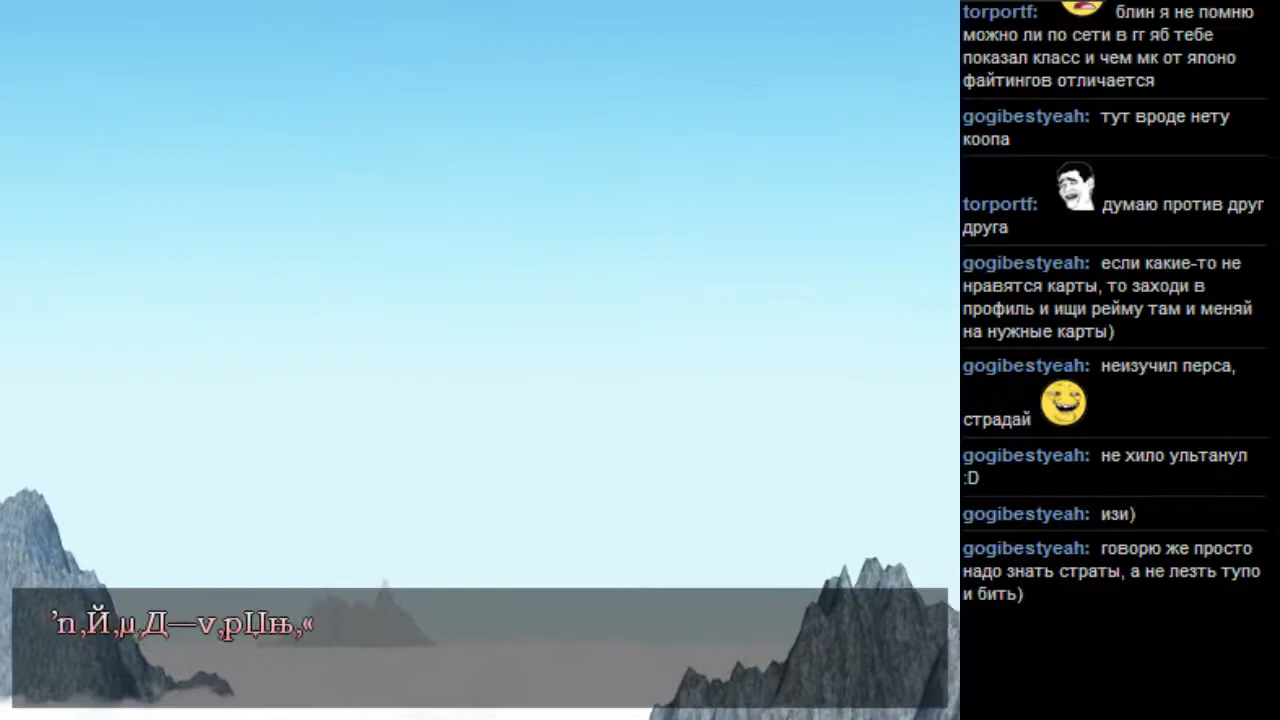 torportf: блин я не помню
можно ли по сети в гг яб тебе
показал класс и чем мк от японо
файтингов отличается
gogibestyeah: тут вроде нету
коопа
torportf: думаю против друг
друга
gogibestyeah: если какие-то не
нравятся карты, то заходи в
профиль и ищи рейму там и меняй
на нужные карты)
gogibestyeah: неизучил перса,
страдай
gogibestyeah: не хило ультанул
:D
gogibestyeah: изи)
gogibestyeah: говорю же просто
надо знать страты, а не лезть тупо
и бить)
’n‚Й‚µ‚Д—v‚рЏњ‚«